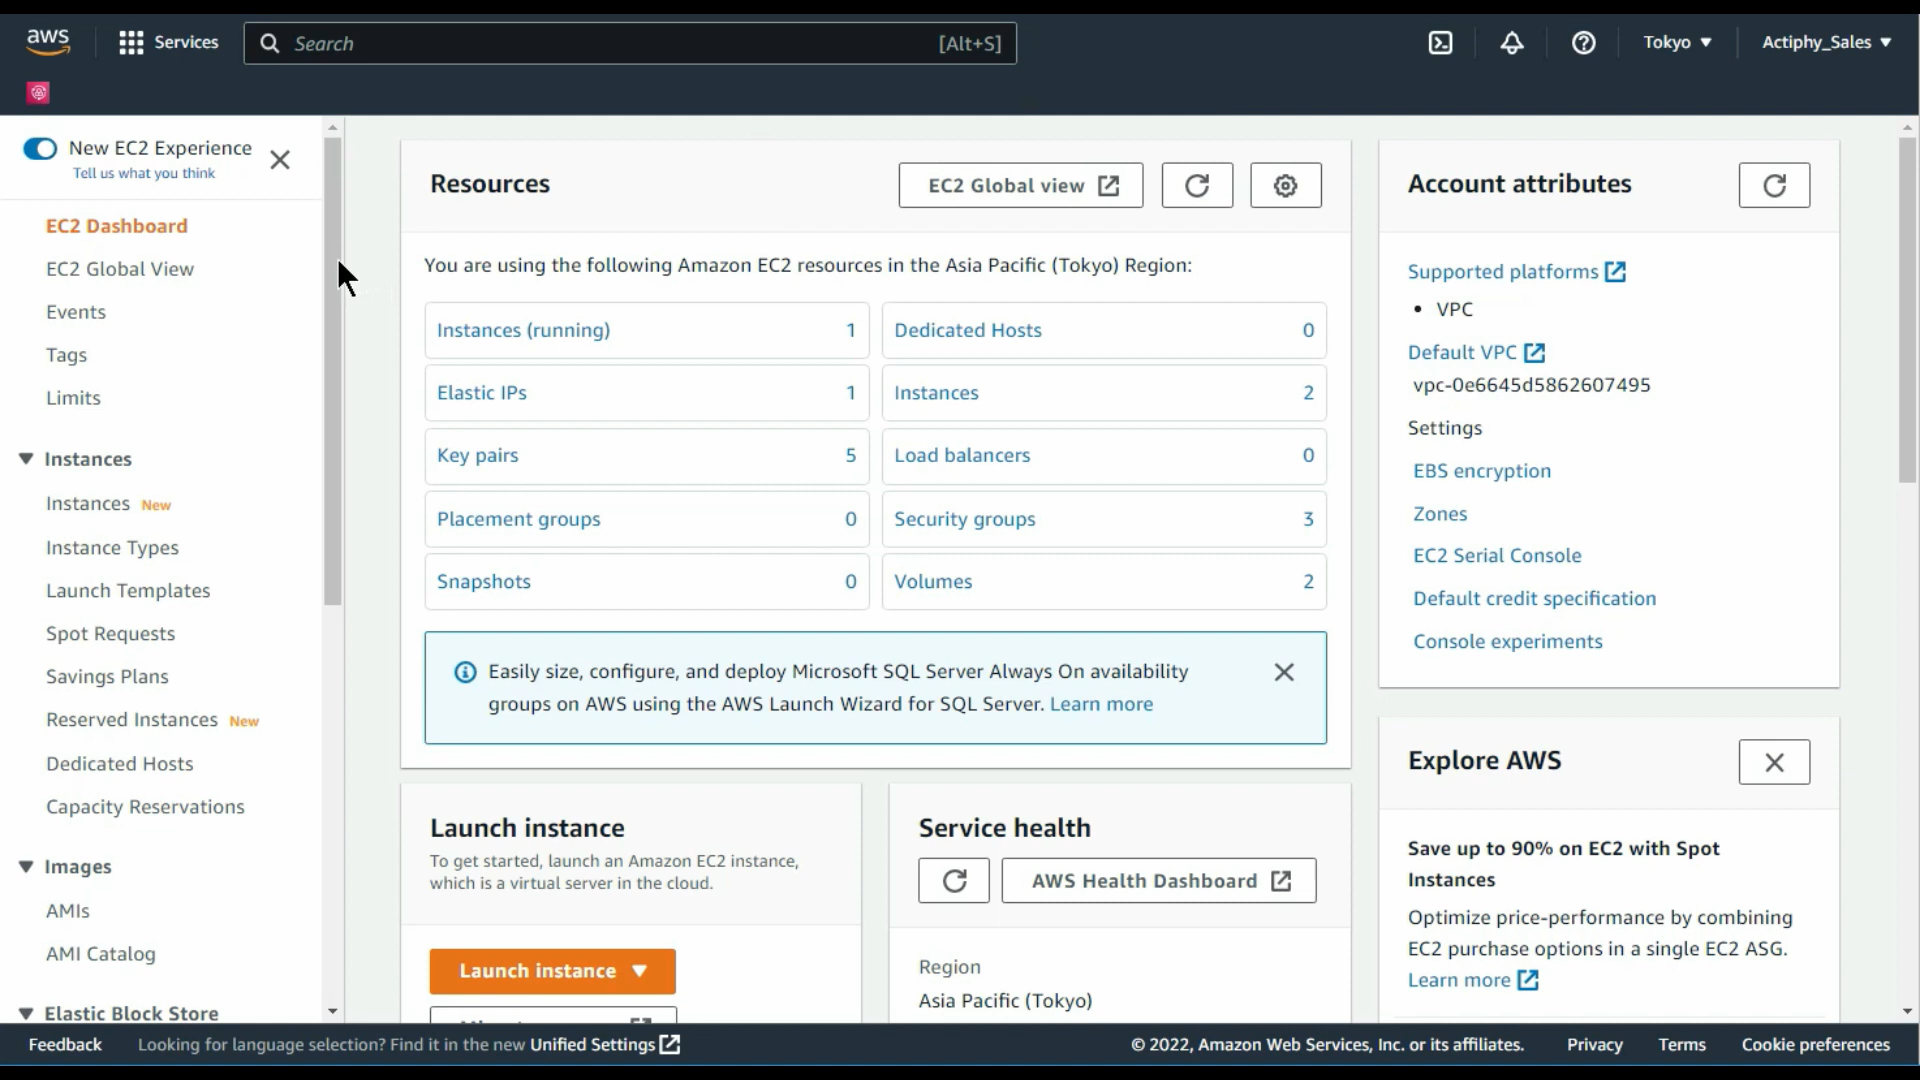 aws
Services
Search [Alt+S]
Tokyo ▼
Actiphy_Sales ▼
New EC2 Experience
Tell us what you think
EC2 Dashboard
EC2 Global View
Events
Tags
Limits
Instances
Instances New
Instance Types
Launch Templates
Spot Requests
Savings Plans
Reserved Instances New
Dedicated Hosts
Capacity Reservations
Images
AMIs
AMI Catalog
Elastic Block Store
Resources
EC2 Global view
You are using the following Amazon EC2 resources in the Asia Pacific (Tokyo) Region:
Instances (running) 1
Dedicated Hosts 0
Elastic IPs 1
Instances 2
Key pairs 5
Load balancers 0
Placement groups 0
Security groups 3
Snapshots 0
Volumes 2
Easily size, configure, and deploy Microsoft SQL Server Always On availability
groups on AWS using the AWS Launch Wizard for SQL Server. Learn more
Launch instance
To get started, launch an Amazon EC2 instance,
which is a virtual server in the cloud.
Launch instance ▼
Service health
AWS Health Dashboard
Region
Asia Pacific (Tokyo)
Account attributes
Supported platforms
• VPC
Default VPC
vpc-0e6645d5862607495
Settings
EBS encryption
Zones
EC2 Serial Console
Default credit specification
Console experiments
Explore AWS
Save up to 90% on EC2 with Spot
Instances
Optimize price-performance by combining
EC2 purchase options in a single EC2 ASG.
Learn more
Feedback
Looking for language selection? Find it in the new Unified Settings
© 2022, Amazon Web Services, Inc. or its affiliates.
Privacy
Terms
Cookie preferences